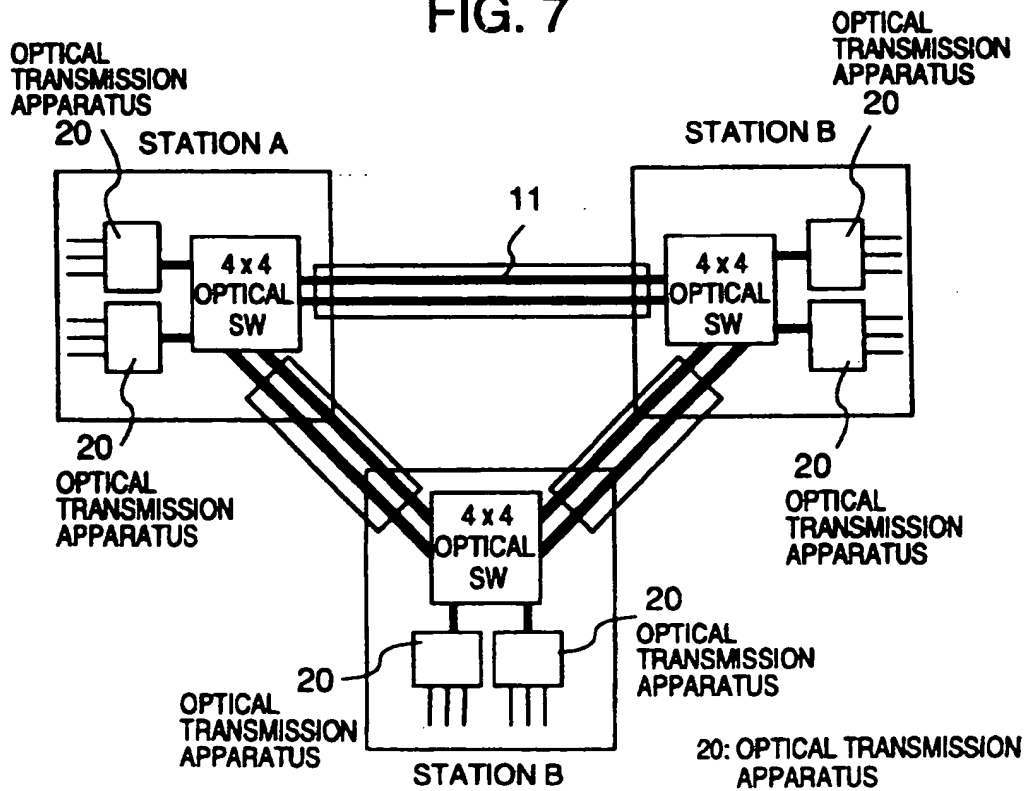 FIG. 7
OPTICAL
TRANSMISSION
APPARATUS
20
STATION A
OPTICAL
TRANSMISSION
APPARATUS
20
STATION B
11
4 x 4
OPTICAL
SW
4 x 4
OPTICAL
SW
20
OPTICAL
TRANSMISSION
APPARATUS
20
OPTICAL
TRANSMISSION
APPARATUS
4 x 4
OPTICAL
SW
20
OPTICAL
TRANSMISSION
APPARATUS
20
OPTICAL
TRANSMISSION
APPARATUS
STATION B
20: OPTICAL TRANSMISSION
APPARATUS